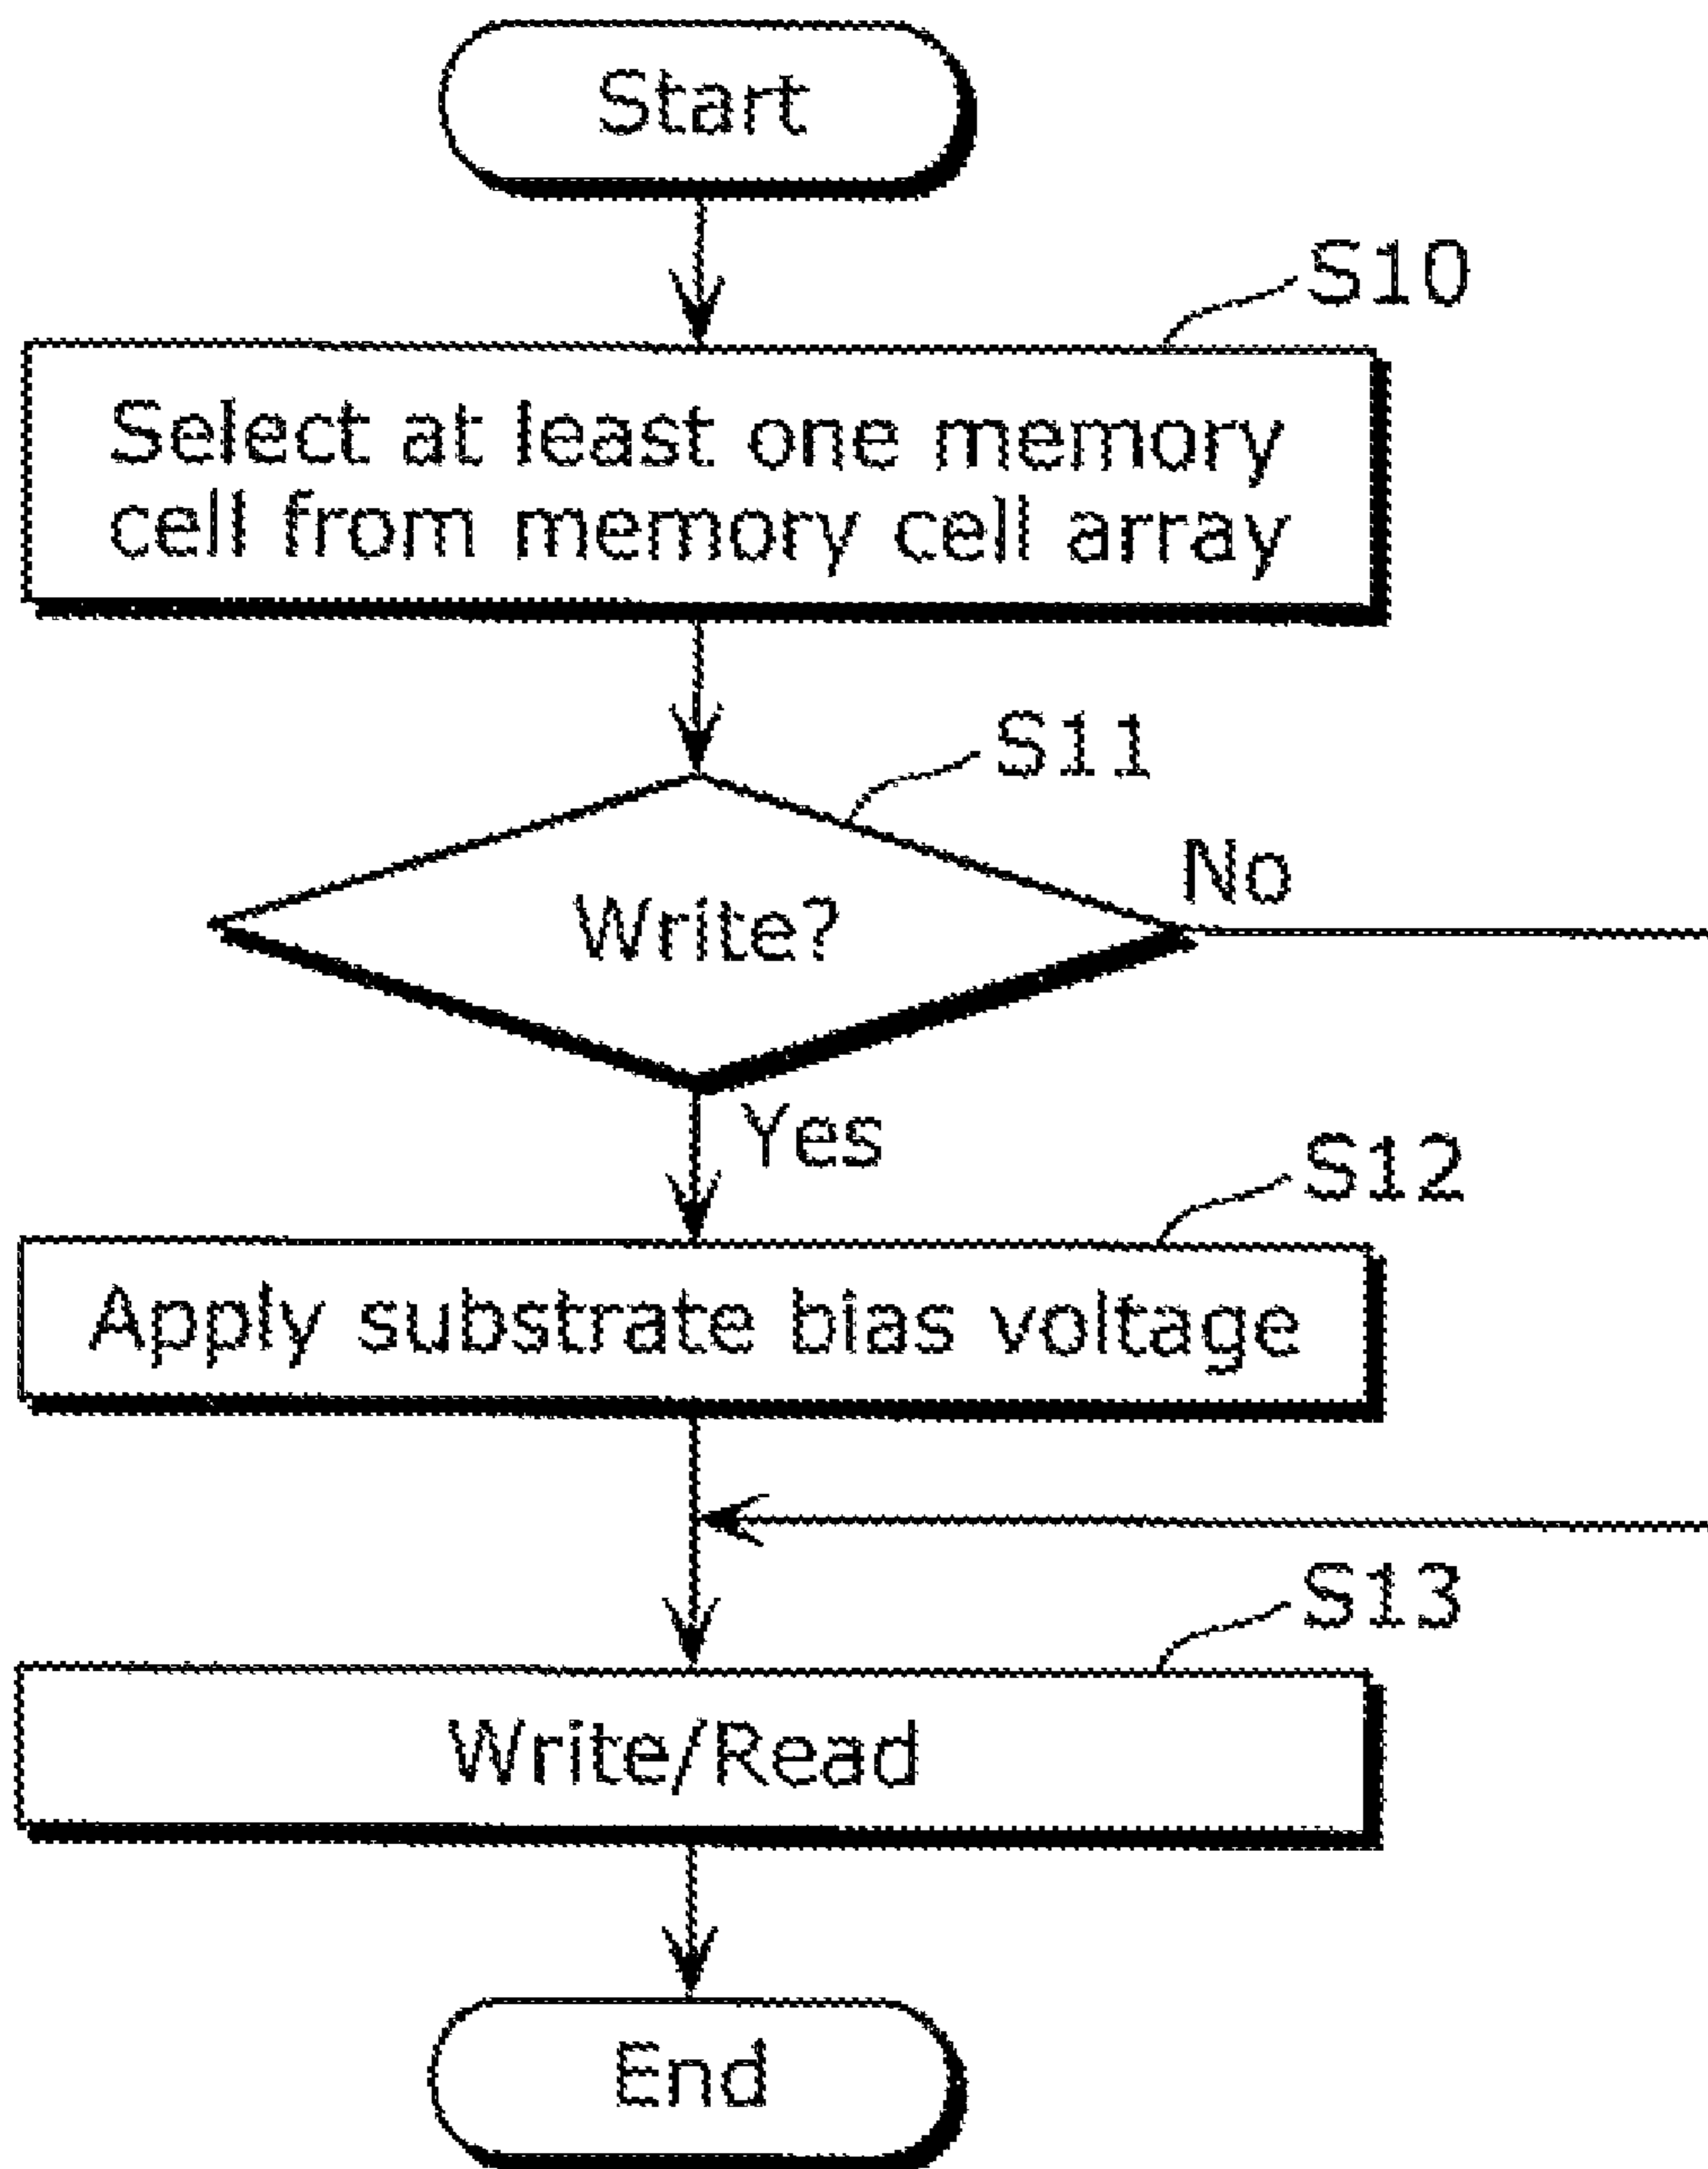 Start
S10
Select at least one memory
cell from memory cell array
S11
Write?
No
Yes
S12
Apply substrate bias voltage
S13
Write/Read
End